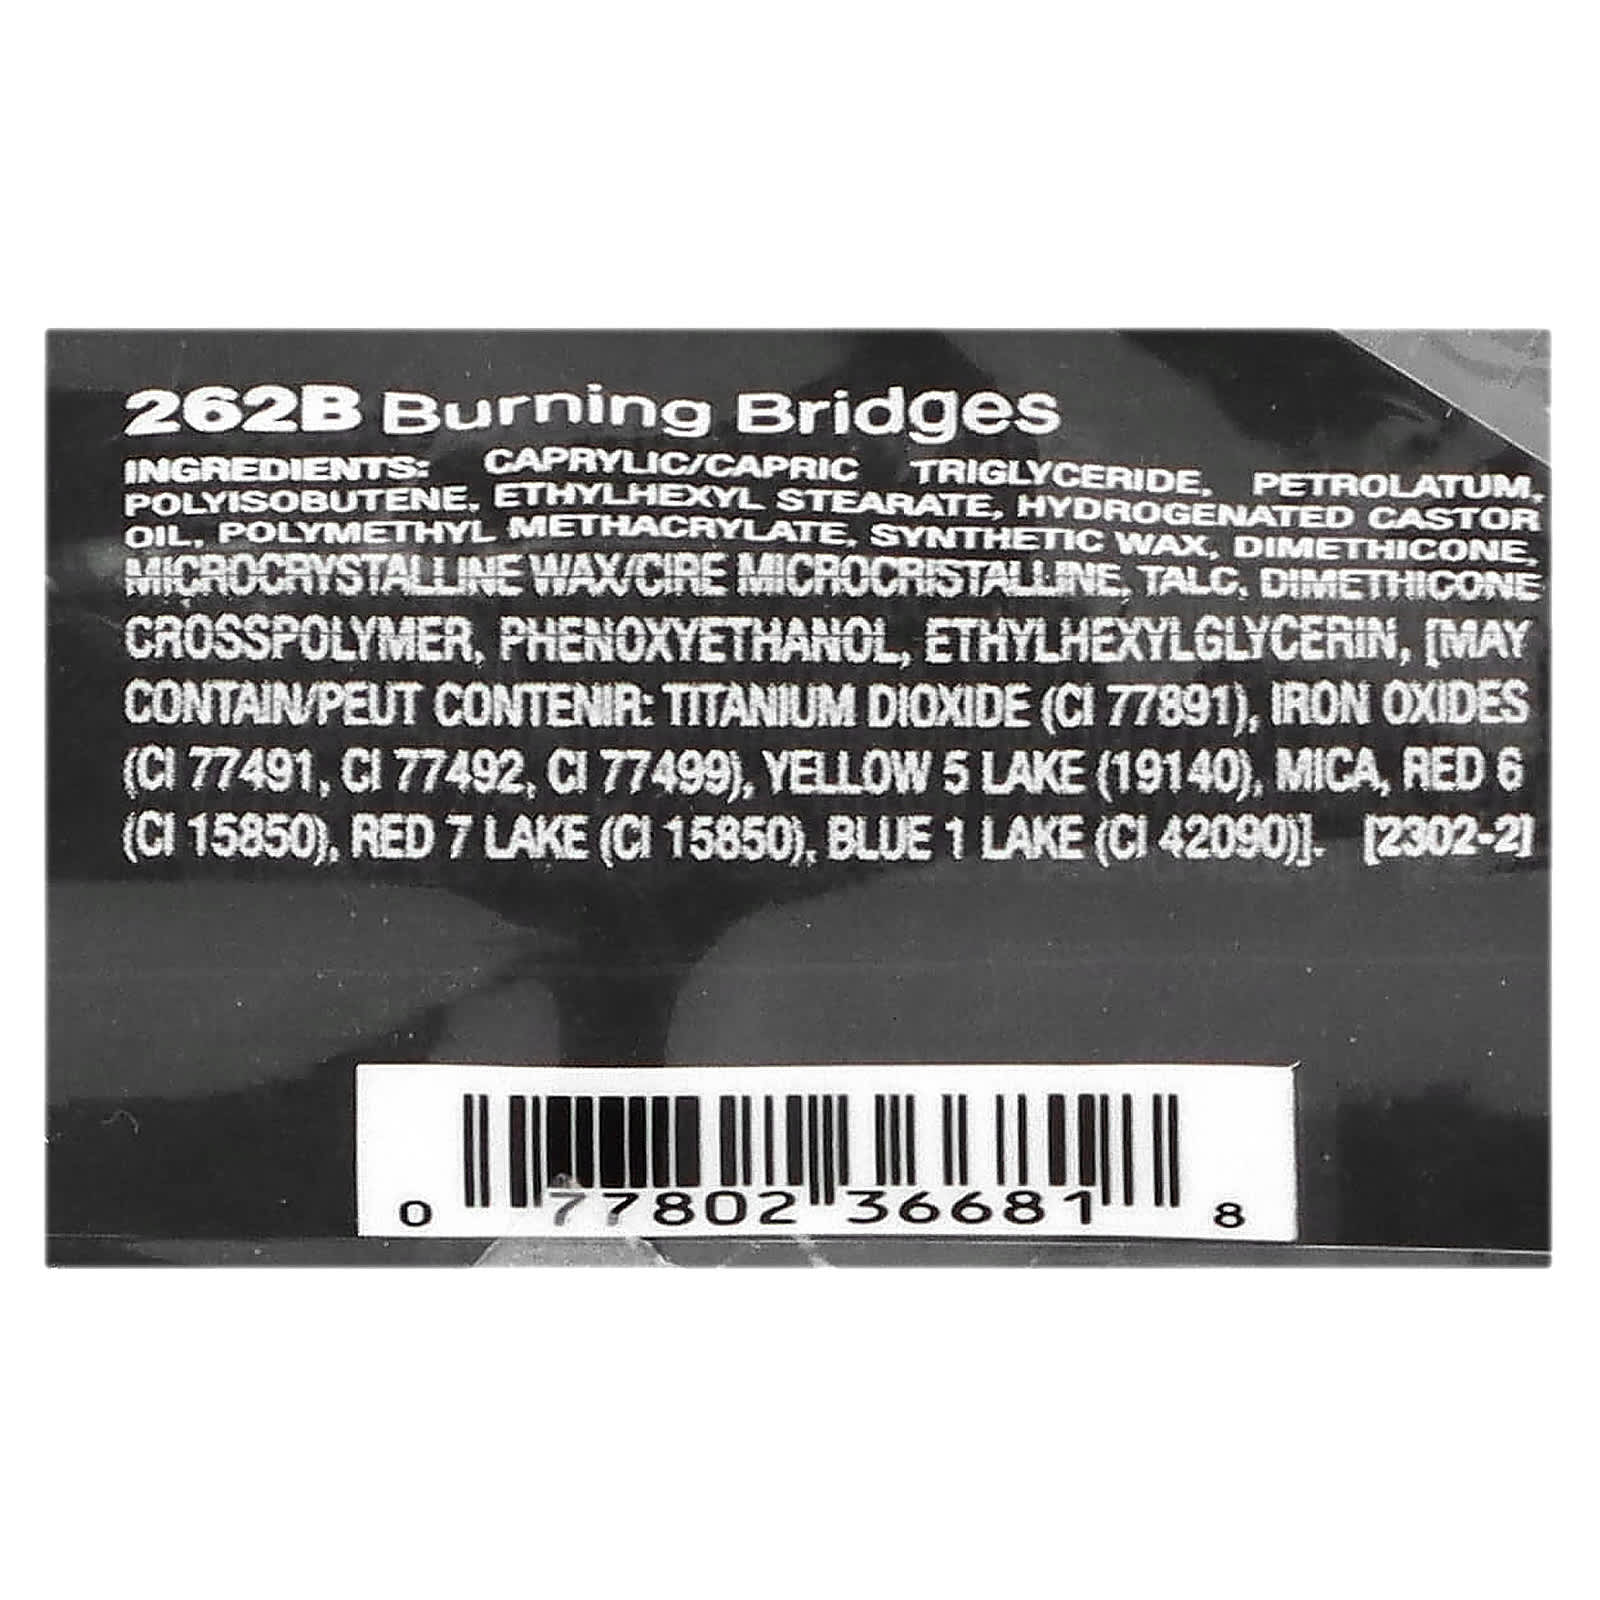 262B Burning Bridges
INGREDIENTS: CAPRYLIC/CAPRIC TRIGLYCERIDE, PETROLATUM,
POLYISOBUTENE, ETHYLHEXYL STEARATE, HYDROGENATED CASTOR
OIL, POLYMETHYL METHACRYLATE, SYNTHETIC WAX, DIMETHICONE,
MICROCRYSTALLINE WAX/CIRE MICROCRISTALLINE, TALC, DIMETHICONE
CROSSPOLYMER, PHENOXYETHANOL, ETHYLHEXYLGLYCERIN, [MAY
CONTAIN/PEUT CONTENIR: TITANIUM DIOXIDE (CI 77891), IRON OXIDES
(CI 77491, CI 77492, CI 77499), YELLOW 5 LAKE (19140), MICA, RED 6
(CI 15850), RED 7 LAKE (CI 15850), BLUE 1 LAKE (CI 42090)]. [2302-2]
0 77802 36681 8